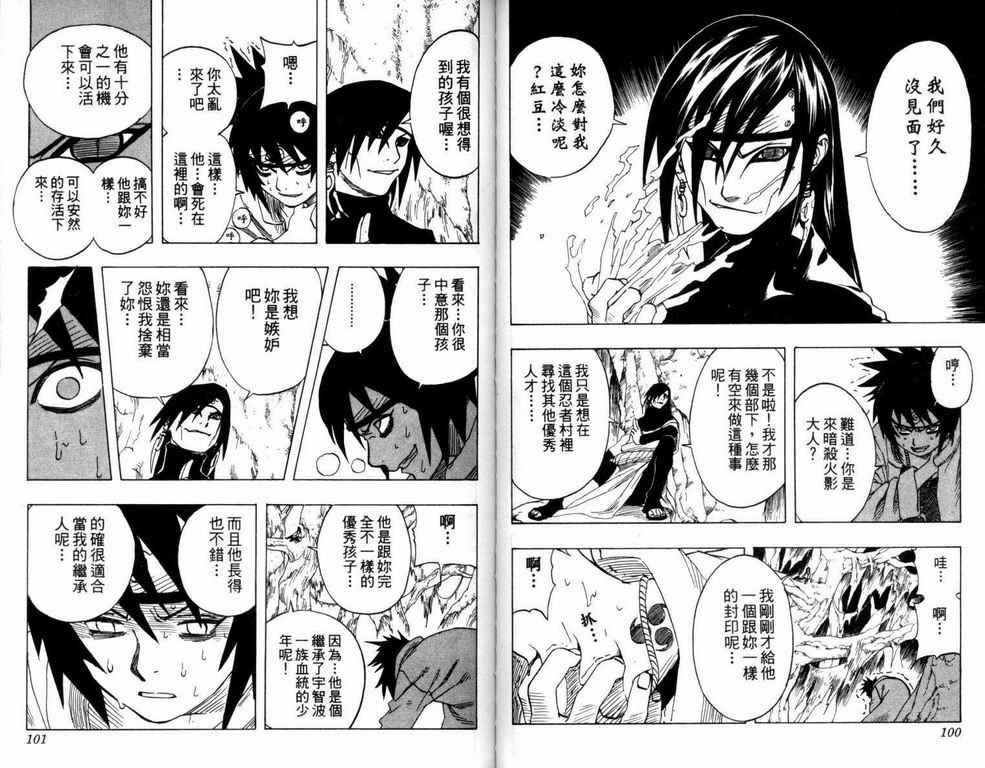 我們好久
沒見面了⋯⋯
妳怎麼對我
這麼冷淡呢
?紅豆⋯
哼⋯
難道⋯你是
來暗殺火影
大人?
不是啦!我才那
幾個部下,怎麼
有空來做這種事
呢!
我只是想在
這個忍者村裡
尋找其他優秀
人才⋯⋯
哇⋯
啊⋯
我剛剛才給他
一個跟妳一樣
的封印呢⋯
拆⋯
啊⋯
100
我有個很想得
到的孩子喔⋯
嗯⋯
呼
你太亂
來了吧
⋯
這樣⋯
他⋯會死在
這裡的啊⋯
呼
呼
他有十分
之一的機
會可以活
下來⋯
搞不好
他跟妳一
樣⋯
可以安然
的存活下
來⋯
看來⋯你很
中意那個孩
子⋯
⋯⋯⋯
我想
妳是嫉妒
吧!
看來⋯
妳還是相當
怨恨我捨棄
了妳⋯
啊⋯
他是跟妳完
全不一樣的
優秀孩子⋯
因為⋯他是個
繼承了宇智波
一族血統的少
年呢!
而且他長得
也不錯⋯
的確很適合
當我的繼承
人呢⋯
101